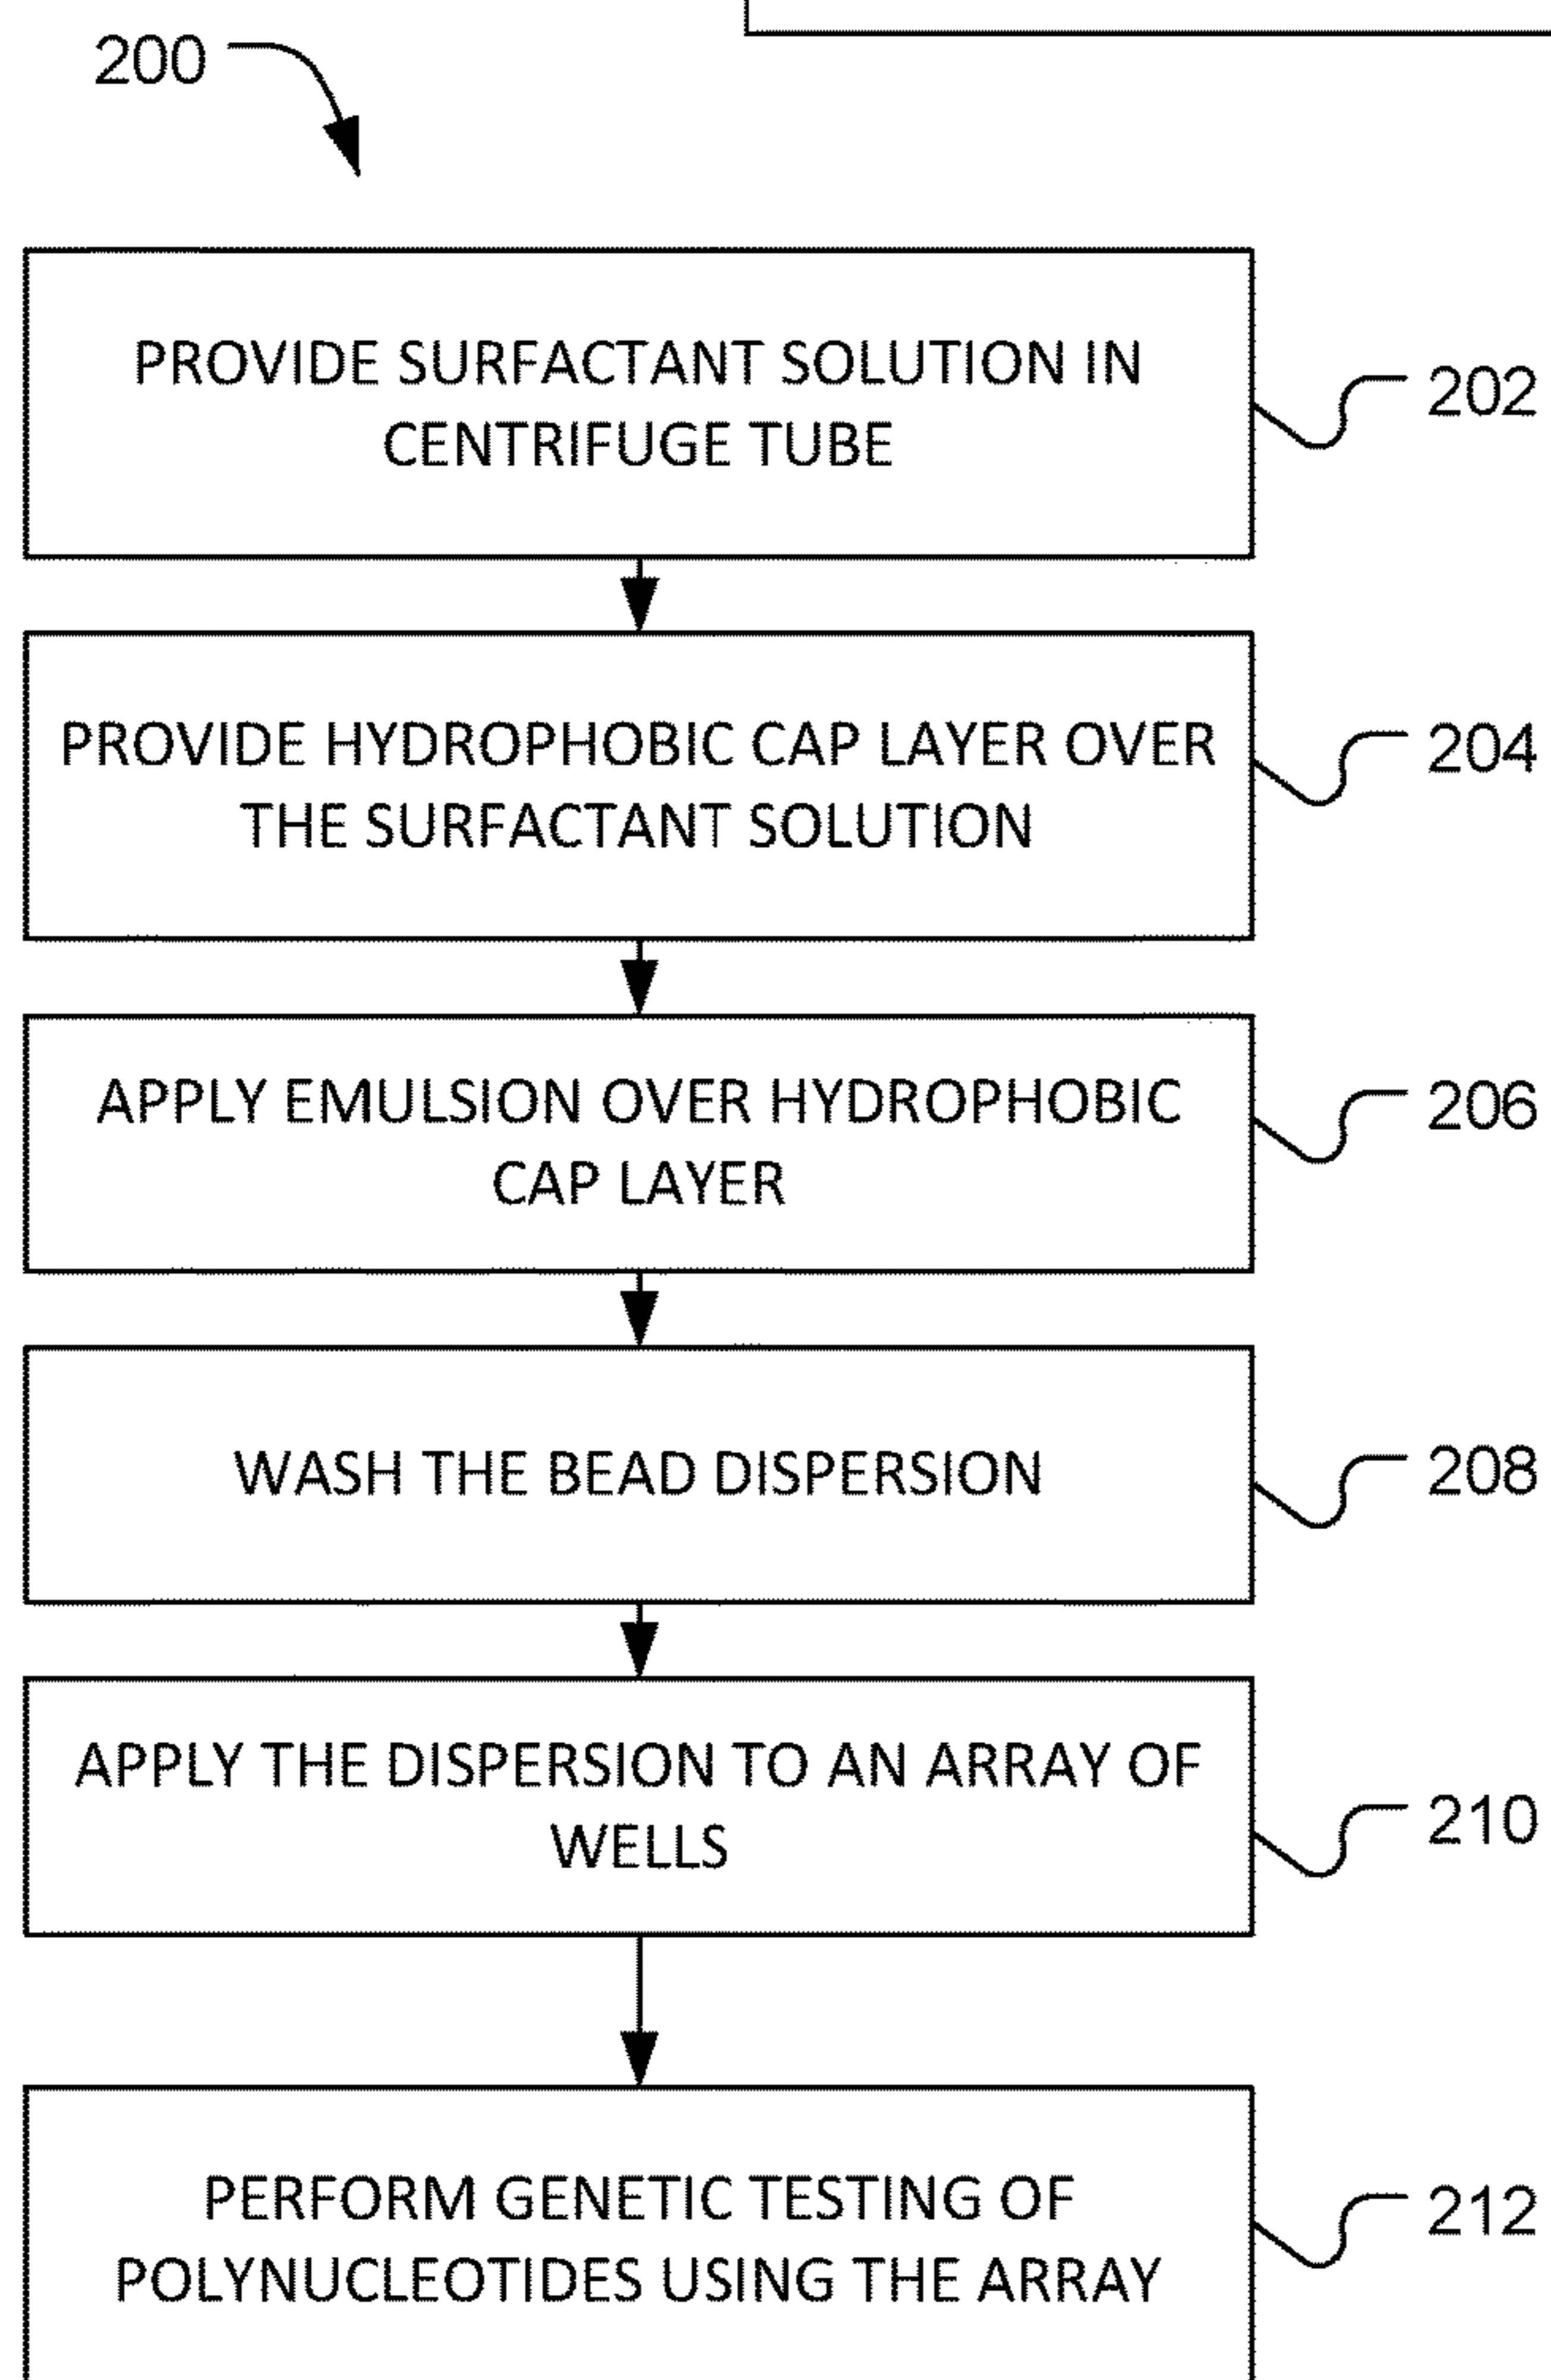 200
PROVIDE SURFACTANT SOLUTION IN
CENTRIFUGE TUBE
202
PROVIDE HYDROPHOBIC CAP LAYER OVER
THE SURFACTANT SOLUTION
204
APPLY EMULSION OVER HYDROPHOBIC
CAP LAYER
206
WASH THE BEAD DISPERSION
208
APPLY THE DISPERSION TO AN ARRAY OF
WELLS
210
PERFORM GENETIC TESTING OF
POLYNUCLEOTIDES USING THE ARRAY
212